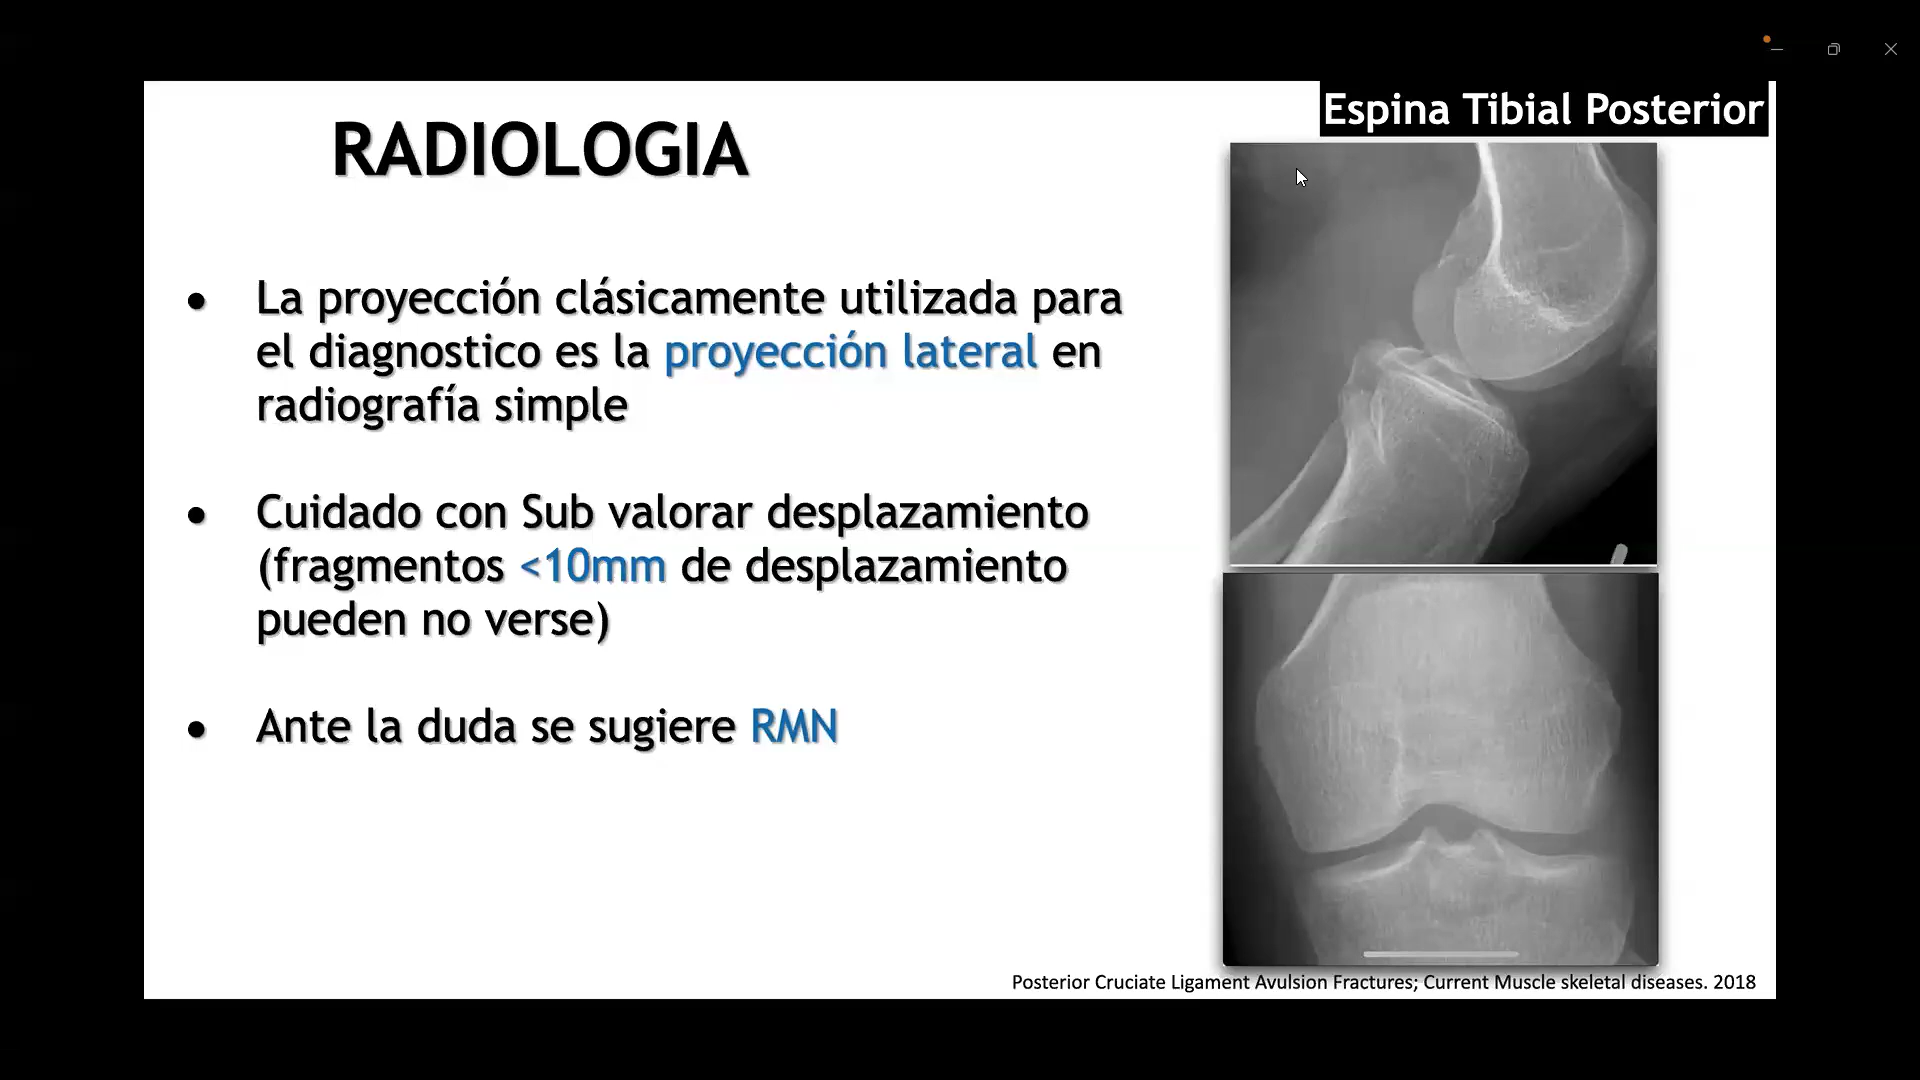 Espina Tibial Posterior
RADIOLOGIA
• La proyección clásicamente utilizada para
el diagnostico es la proyección lateral en
radiografía simple
• Cuidado con Sub valorar desplazamiento
(fragmentos <10mm de desplazamiento
pueden no verse)
• Ante la duda se sugiere RMN
Posterior Cruciate Ligament Avulsion Fractures; Current Muscle skeletal diseases. 2018